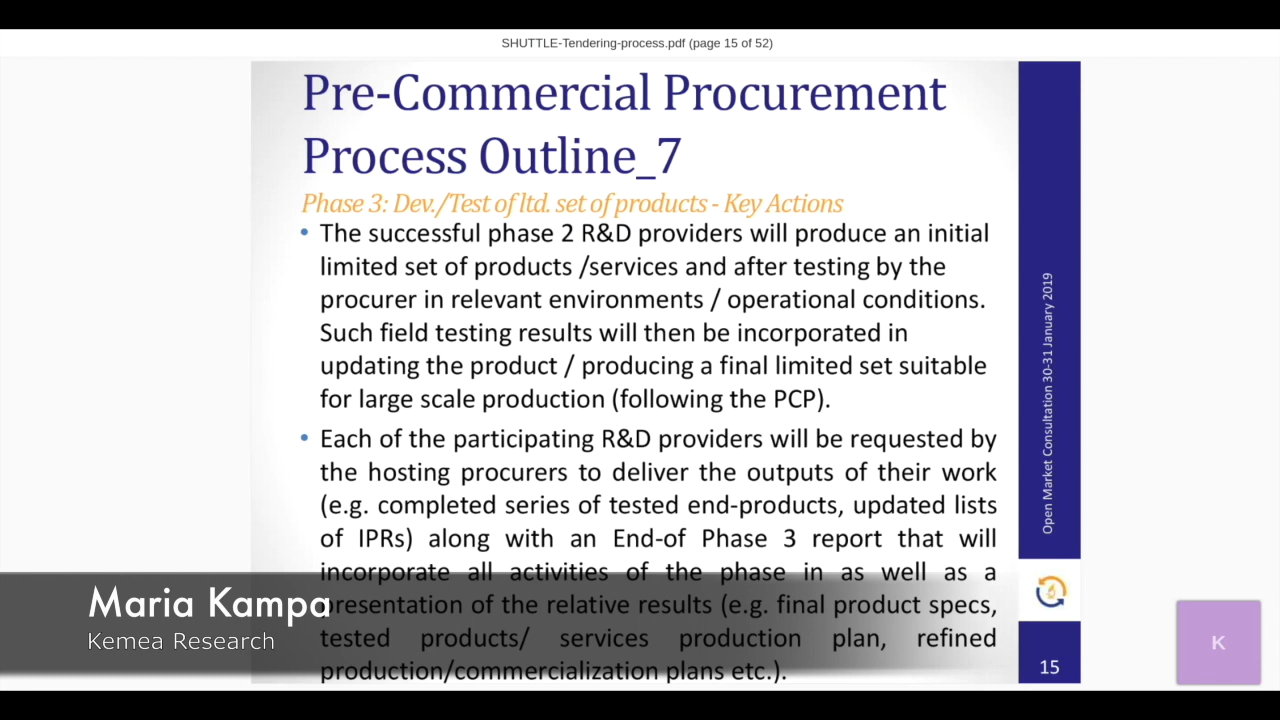 SHUTTLE-Tendering-process.pdf (page 15 of 52)
Pre-Commercial Procurement
Process Outline_7
Phase 3: Dev./Test of ltd. set of products - Key Actions
• The successful phase 2 R&D providers will produce an initial
limited set of products /services and after testing by the
procurer in relevant environments / operational conditions.
Such field testing results will then be incorporated in
updating the product / producing a final limited set suitable
for large scale production (following the PCP).
• Each of the participating R&D providers will be requested by
the hosting procurers to deliver the outputs of their work
(e.g. completed series of tested end-products, updated lists
of IPRs) along with an End-of Phase 3 report that will
incorporate all activities of the phase in as well as a
presentation of the relative results (e.g. final product specs,
tested products/ services production plan, refined
production/commercialization plans etc.).
Open Market Consultation 30-31 January 2019
15
Maria Kampa
Kemea Research
K